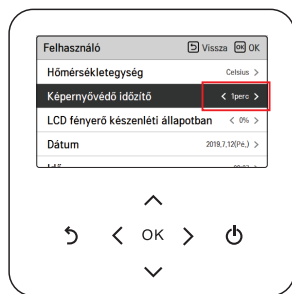 Felhasználó Vissza OK OK
Hőmérsékletegység Celsius >
Képernyővédő időzítő < 1perc >
LCD fényerő készenléti állapotban < 0% >
Dátum 2019,7,12(Pé,) >
OK